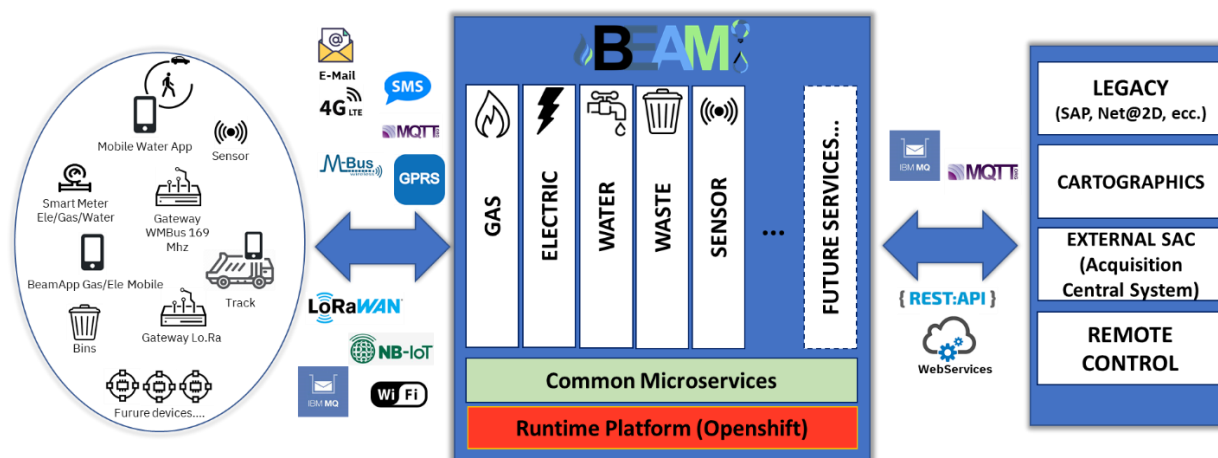 Mobile Water App
Sensor
Smart Meter
Ele/Gas/Water
Gateway
WMBus 169
Mhz
BeamApp Gas/Ele Mobile
Track
Bins
Gateway Lo.Ra
Furure devices....
@
E-Mail
4G LTE
SMS
MQTT
M-Bus
wireless
GPRS
LoRaWAN
NB-IoT
IBM MQ
Wi Fi
BEAM
GAS
ELECTRIC
WATER
WASTE
SENSOR
...
FUTURE SERVICES...
Common Microservices
Runtime Platform (Openshift)
IBM MQ
MQTT
{ REST:API }
WebServices
LEGACY
(SAP, Net@2D, ecc.)
CARTOGRAPHICS
EXTERNAL SAC
(Acquisition
Central System)
REMOTE
CONTROL